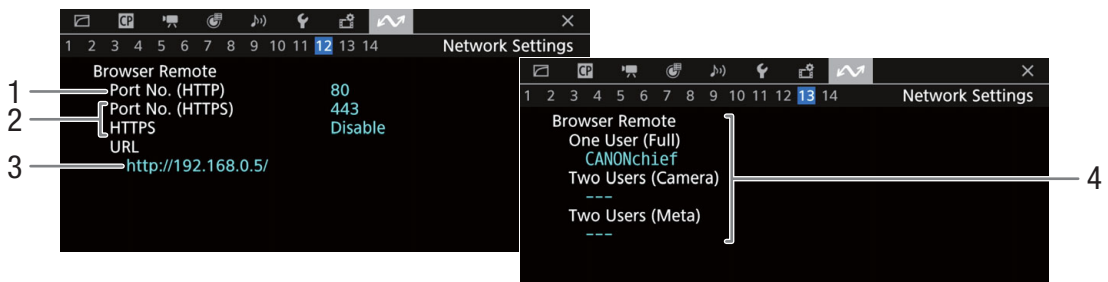 CP
1 2 3 4 5 6 7 8 9 10 11 12 13 14 Network Settings
Browser Remote
1 Port No. (HTTP) 80
2 Port No. (HTTPS) 443
HTTPS Disable
URL
3 http://192.168.0.5/
CP
1 2 3 4 5 6 7 8 9 10 11 12 13 14 Network Settings
Browser Remote
One User (Full)
CANONchief
Two Users (Camera)
---
Two Users (Meta)
---
4